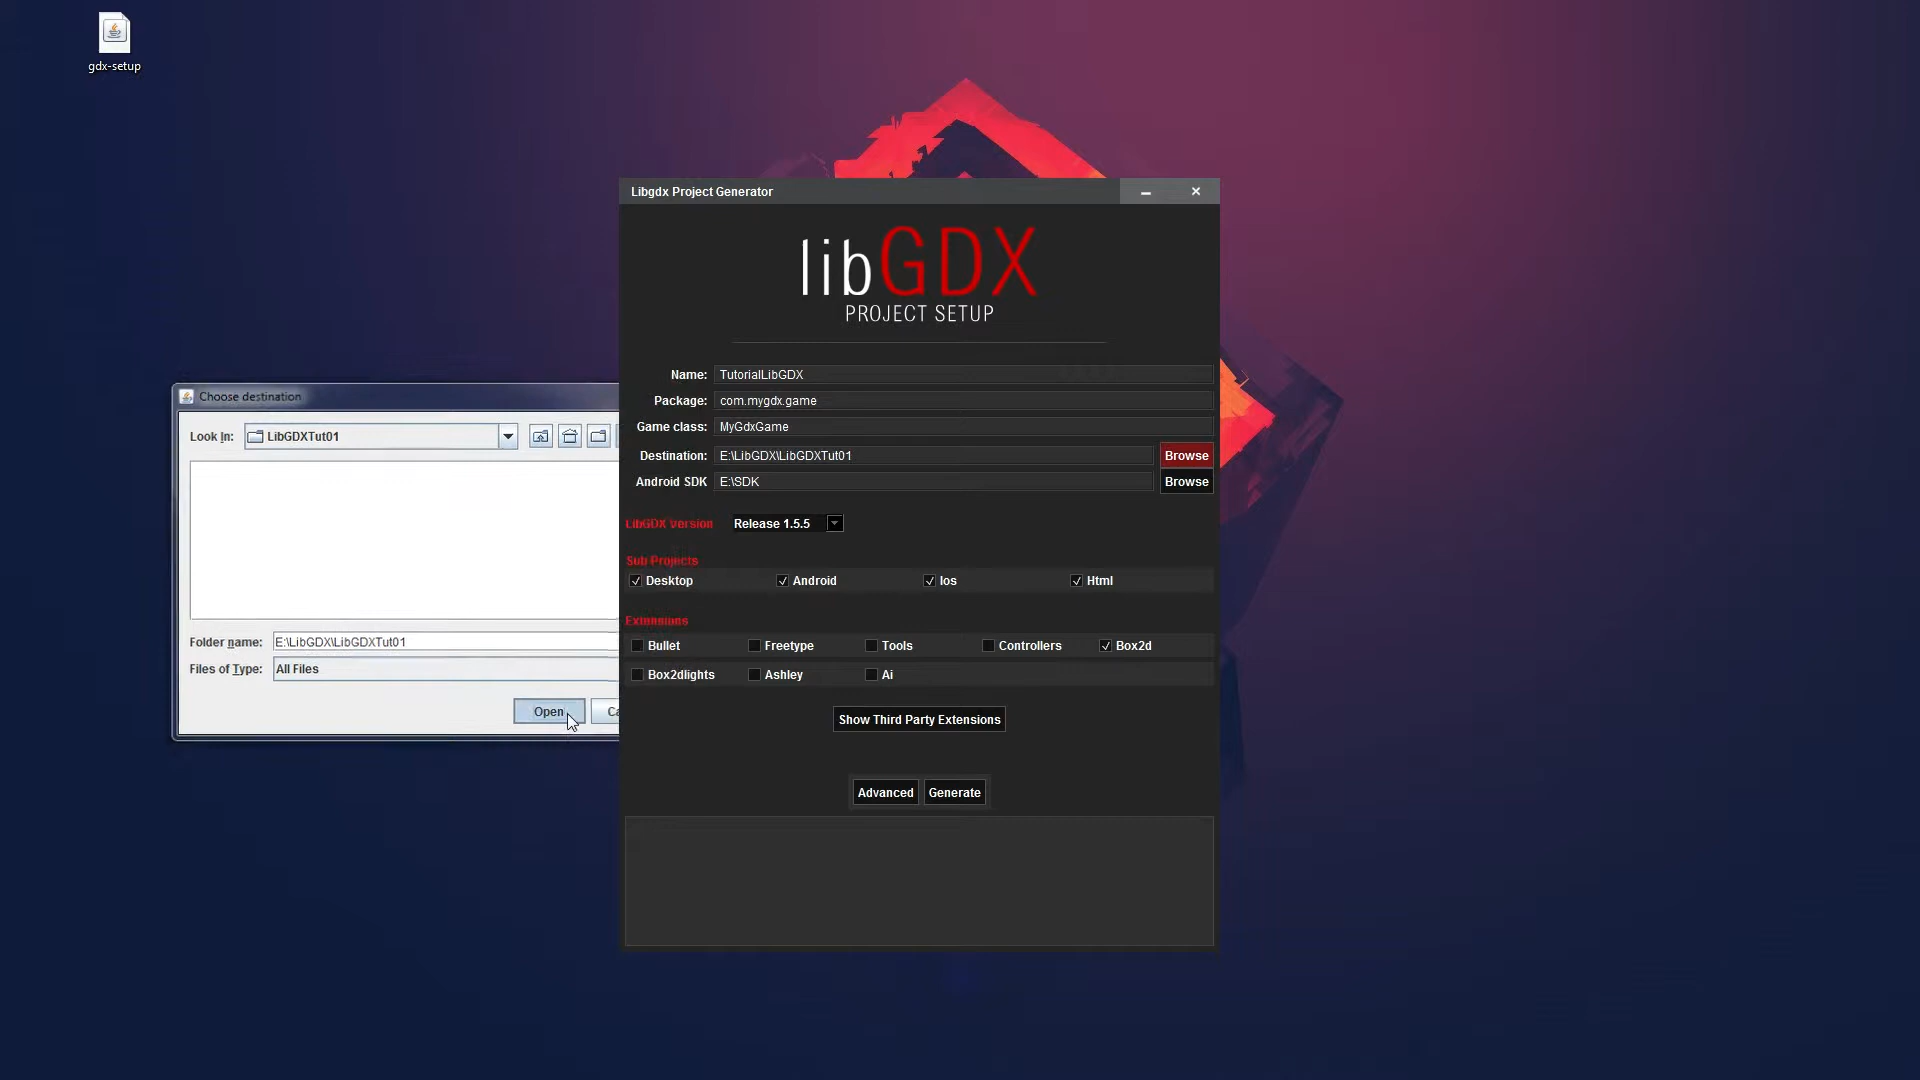 gdx-setup
Libgdx Project Generator
libGDX
PROJECT SETUP
Name: TutorialLibGDX
Package: com.mygdx.game
Game class: MyGdxGame
Destination: E:\LibGDX\LibGDXTut01 Browse
Android SDK E:\SDK Browse
LibGDX Version Release 1.5.5
Sub Projects
Desktop Android Ios Html
Extensions
Bullet Freetype Tools Controllers Box2d
Box2dlights Ashley Ai
Show Third Party Extensions
Advanced Generate
Choose destination
Look In: LibGDXTut01
Folder name: E:\LibGDX\LibGDXTut01
Files of Type: All Files
Open Ca